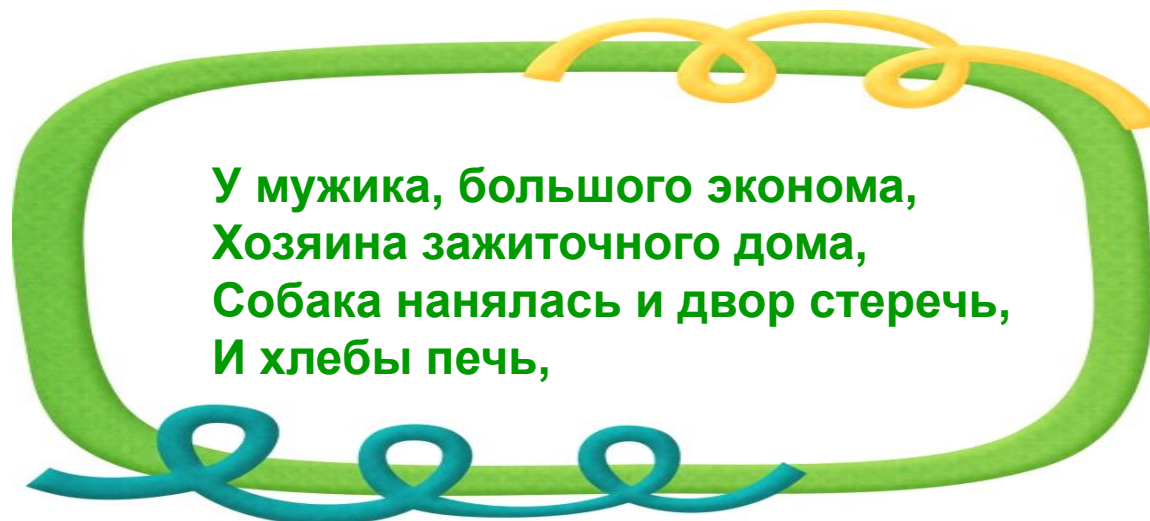 У мужика, большого эконома,
Хозяина зажиточного дома,
Собака нанялась и двор стеречь,
И хлебы печь,